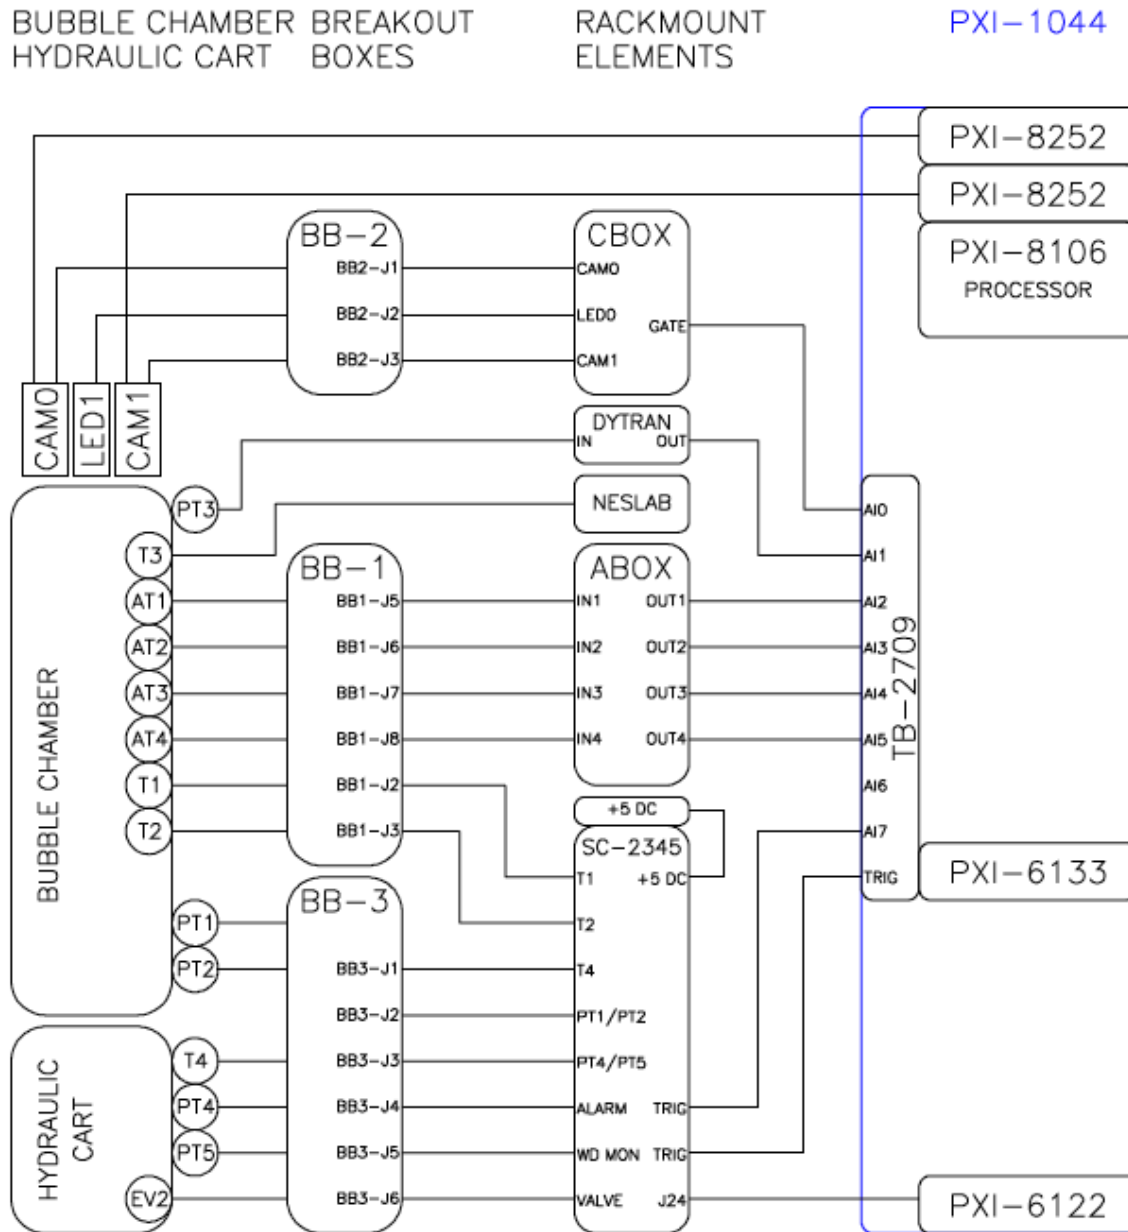 BUBBLE CHAMBER
HYDRAULIC CART
BREAKOUT
BOXES
RACKMOUNT
ELEMENTS
PXI-1044
PXI-8252
PXI-8252
PXI-8106
PROCESSOR
BB-2
BB2-J1
BB2-J2
BB2-J3
CBOX
CAM0
LED0
GATE
CAM1
CAM0
LED1
CAM1
DYTRAN
IN
OUT
NESLAB
BUBBLE CHAMBER
PT3
T3
AT1
AT2
AT3
AT4
T1
T2
PT1
PT2
BB-1
BB1-J5
BB1-J6
BB1-J7
BB1-J8
BB1-J2
BB1-J3
ABOX
IN1 OUT1
IN2 OUT2
IN3 OUT3
IN4 OUT4
+5 DC
SC-2345
T1 +5 DC
T2
T4
PT1/PT2
PT4/PT5
ALARM TRIG
WD MON TRIG
VALVE J24
BB-3
BB3-J1
BB3-J2
BB3-J3
BB3-J4
BB3-J5
BB3-J6
HYDRAULIC
CART
T4
PT4
PT5
EV2
AI0
AI1
AI2
AI3
AI4
AI5
AI6
AI7
TRIG
TB-2709
PXI-6133
PXI-6122